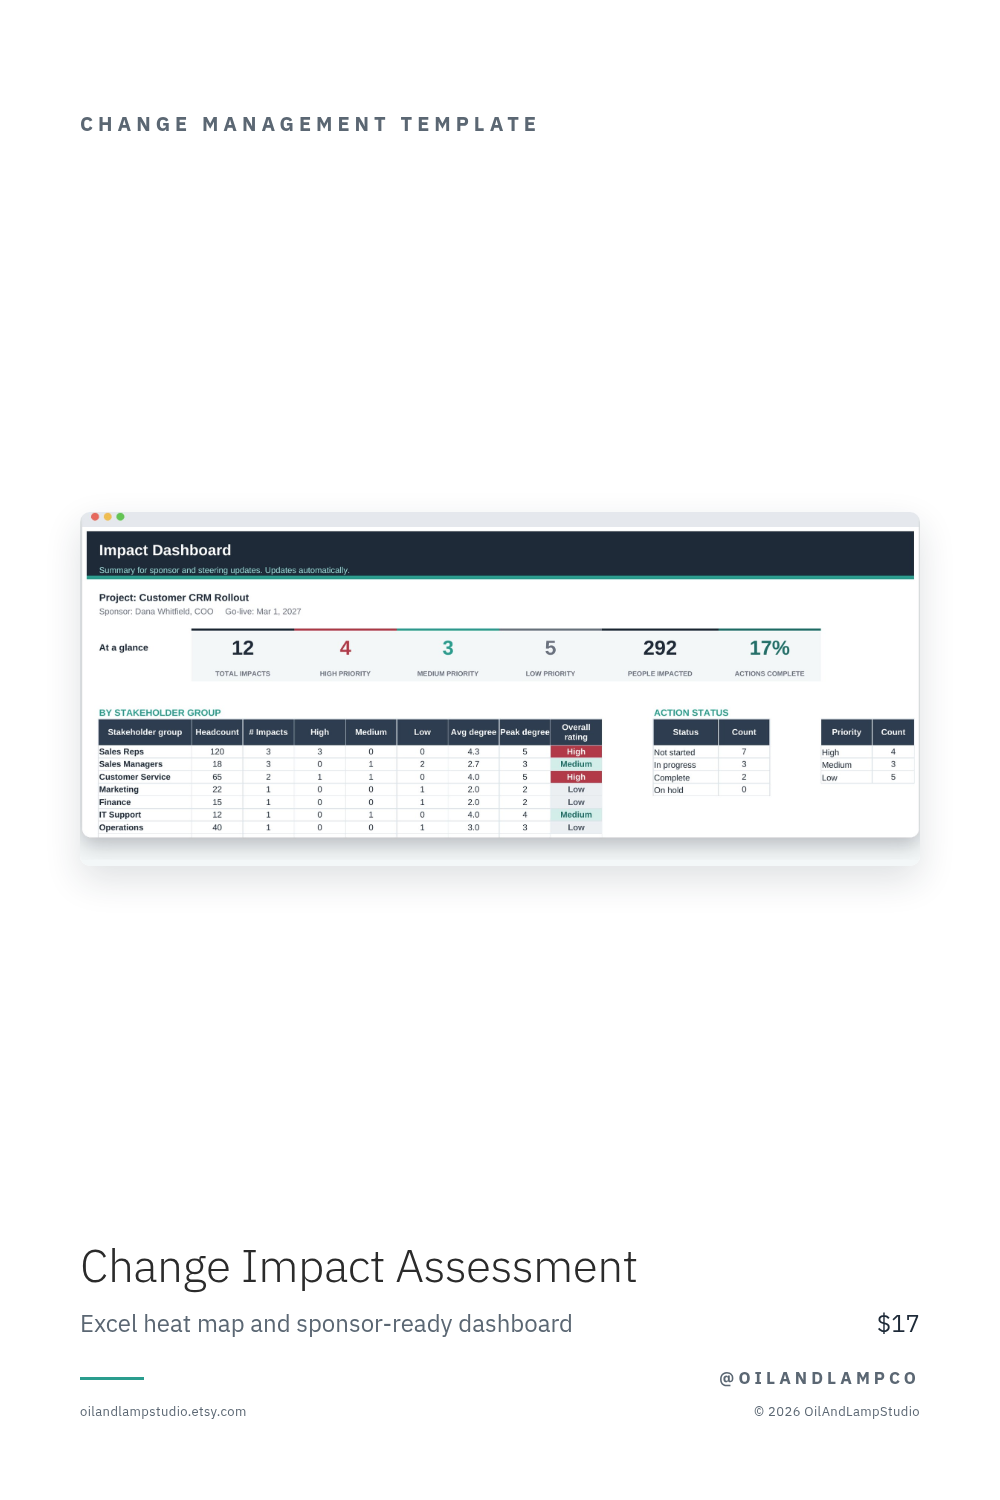 CHANGE MANAGEMENT TEMPLATE
Impact Dashboard
Summary for sponsor and steering updates. Updates automatically.
Project: Customer CRM Rollout
Sponsor: Dana Whitfield, COO Go-live: Mar 1, 2027
At a glance
12 4 3 5 292 17%
TOTAL IMPACTS HIGH PRIORITY MEDIUM PRIORITY LOW PRIORITY PEOPLE IMPACTED ACTIONS COMPLETE
BY STAKEHOLDER GROUP
Stakeholder group Headcount # Impacts High Medium Low Avg degree Peak degree Overall rating
Sales Reps 120 3 3 0 0 4.3 5 High
Sales Managers 18 3 0 1 2 2.7 3 Medium
Customer Service 65 2 1 1 0 4.0 5 High
Marketing 22 1 0 0 1 2.0 2 Low
Finance 15 1 0 0 1 2.0 2 Low
IT Support 12 1 0 1 0 4.0 4 Medium
Operations 40 1 0 0 1 3.0 3 Low
ACTION STATUS
Status Count
Not started 7
In progress 3
Complete 2
On hold 0
Priority Count
High 4
Medium 3
Low 5
Change Impact Assessment
Excel heat map and sponsor-ready dashboard
$17
@OILANDLAMPCO
oilandlampstudio.etsy.com
© 2026 OilAndLampStudio